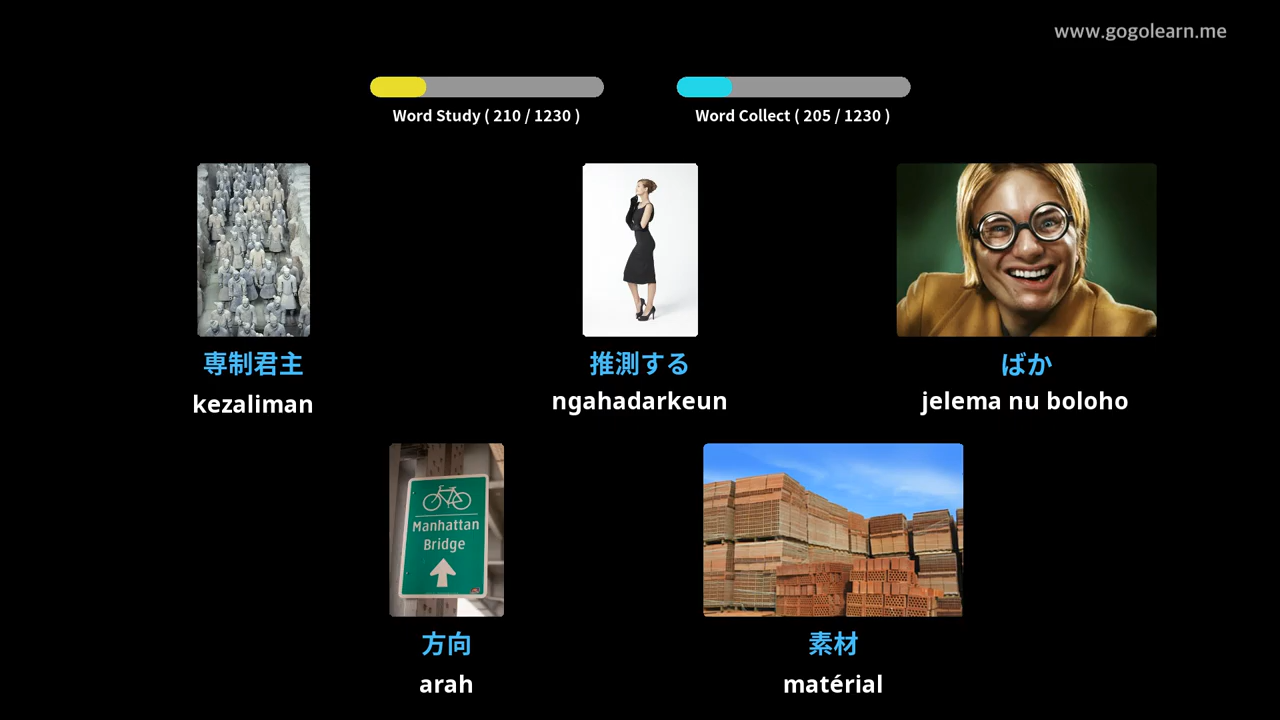 www.gogolearn.me
Word Study ( 210 / 1230 )
Word Collect ( 205 / 1230 )
専制君主
kezaliman
推測する
ngahadarkeun
ばか
jelema nu boloho
Manhattan
Bridge
方向
arah
素材
matérial